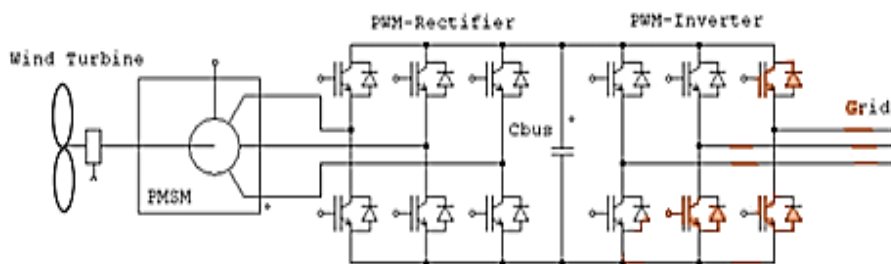 PWM-Rectifier
PWM-Inverter
Wind Turbine
Grid
Cbus
+
PMSM
+